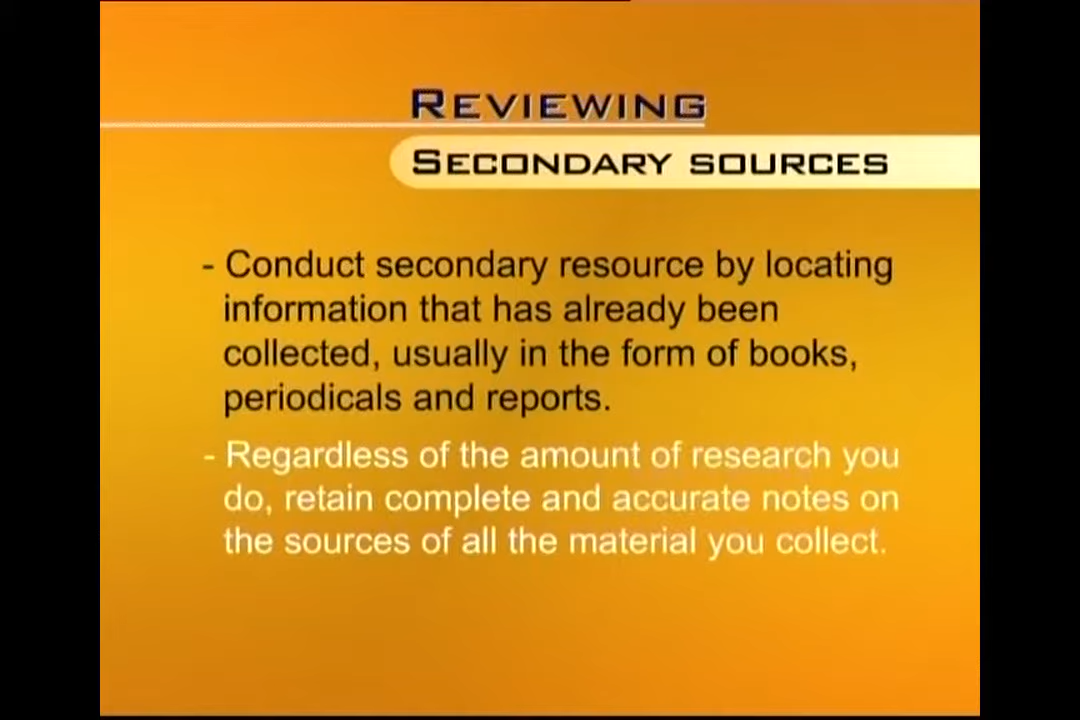 REVIEWING
SECONDARY SOURCES
- Conduct secondary resource by locating
information that has already been
collected, usually in the form of books,
periodicals and reports.
- Regardless of the amount of research you
do, retain complete and accurate notes on
the sources of all the material you collect.